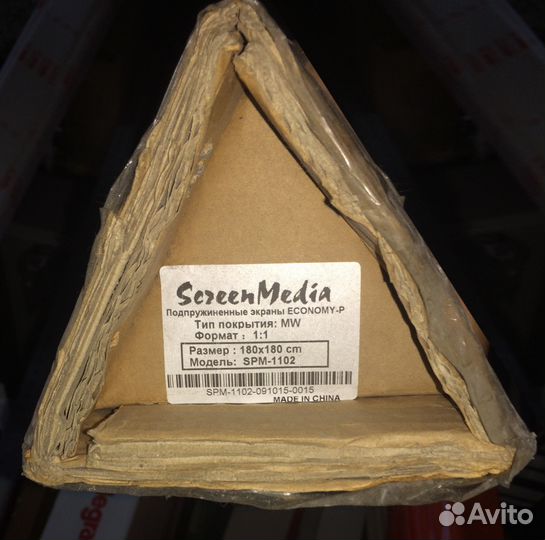 ScreenMedia
Подпружиненные экраны ECONOMY-P
Тип покрытия: MW
Формат : 1:1
Размер : 180x180 cm
Модель: SPM-1102
SPM-1102-091015-0015
MADE IN CHINA
Avito